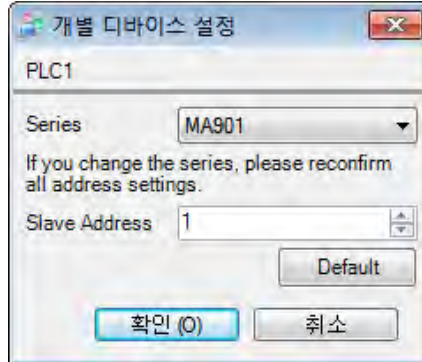 개별 디바이스 설정
PLC1
Series MA901
If you change the series, please reconfirm
all address settings.
Slave Address 1
Default
확인 (O) 취소